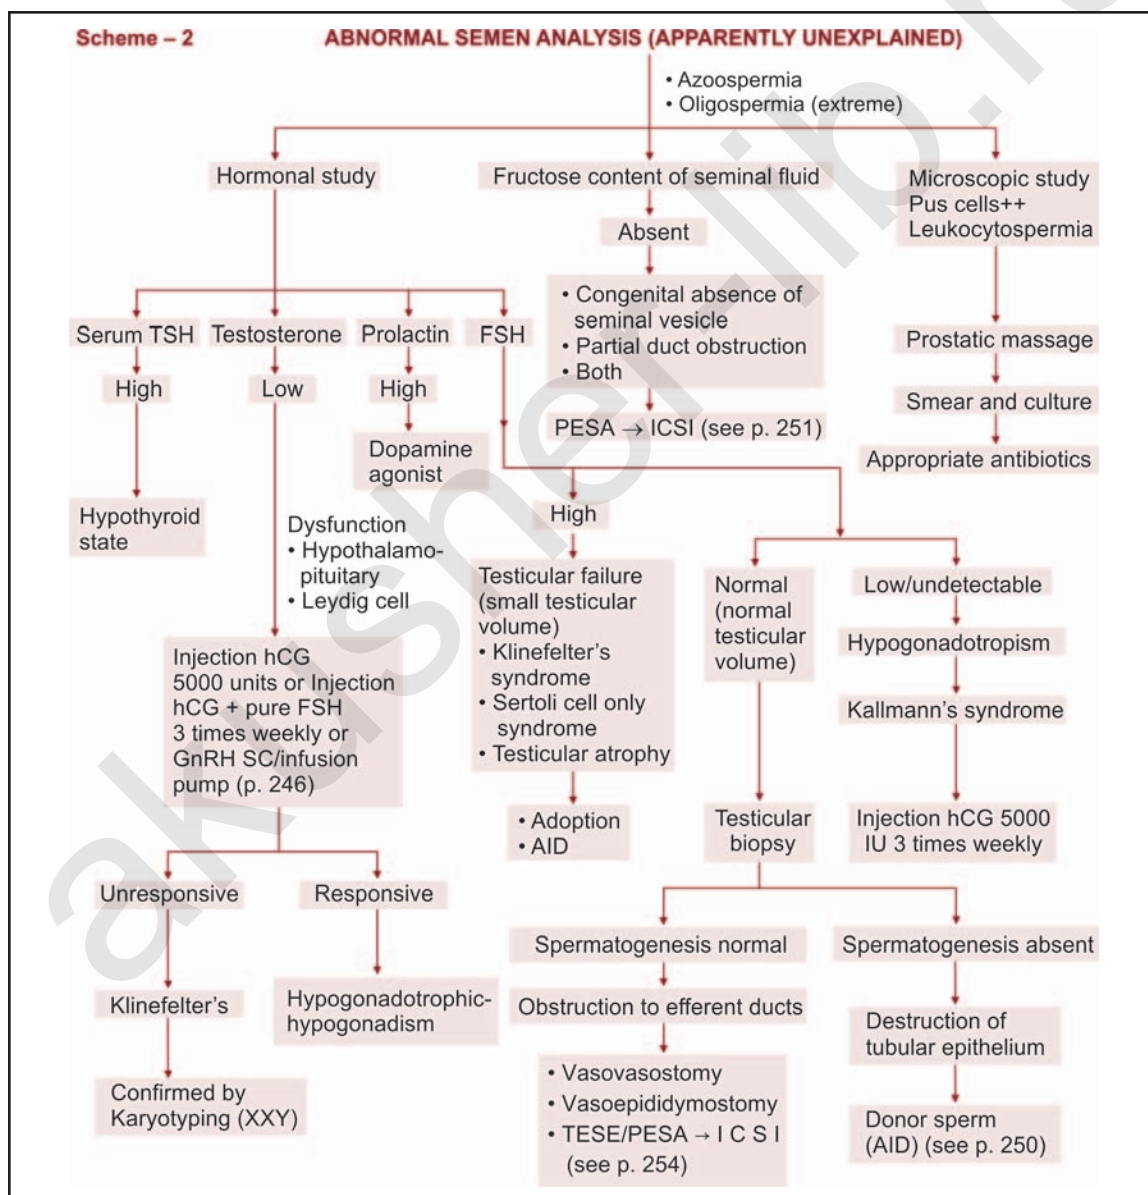 Scheme – 2
ABNORMAL SEMEN ANALYSIS (APPARENTLY UNEXPLAINED)
• Azoospermia
• Oligospermia (extreme)
Hormonal study
Fructose content of seminal fluid
Microscopic study
Pus cells++
Leukocytospermia
Absent
• Congenital absence of
seminal vesicle
• Partial duct obstruction
• Both
PESA → ICSI (see p. 251)
Prostatic massage
Smear and culture
Appropriate antibiotics
Serum TSH
Testosterone
Prolactin
FSH
High
Low
High
Dopamine
agonist
Hypothyroid
state
Dysfunction
• Hypothalamo-
pituitary
• Leydig cell
Injection hCG
5000 units or Injection
hCG + pure FSH
3 times weekly or
GnRH SC/infusion
pump (p. 246)
Unresponsive
Responsive
Klinefelter's
Hypogonadotrophic-
hypogonadism
Confirmed by
Karyotyping (XXY)
High
Testicular failure
(small testicular
volume)
• Klinefelter's
syndrome
• Sertoli cell only
syndrome
• Testicular atrophy
• Adoption
• AID
Normal
(normal
testicular
volume)
Low/undetectable
Hypogonadotropism
Kallmann's syndrome
Injection hCG 5000
IU 3 times weekly
Testicular
biopsy
Spermatogenesis normal
Spermatogenesis absent
Obstruction to efferent ducts
Destruction of
tubular epithelium
• Vasovasostomy
• Vasoepididymostomy
• TESE/PESA → I C S I
(see p. 254)
Donor sperm
(AID) (see p. 250)